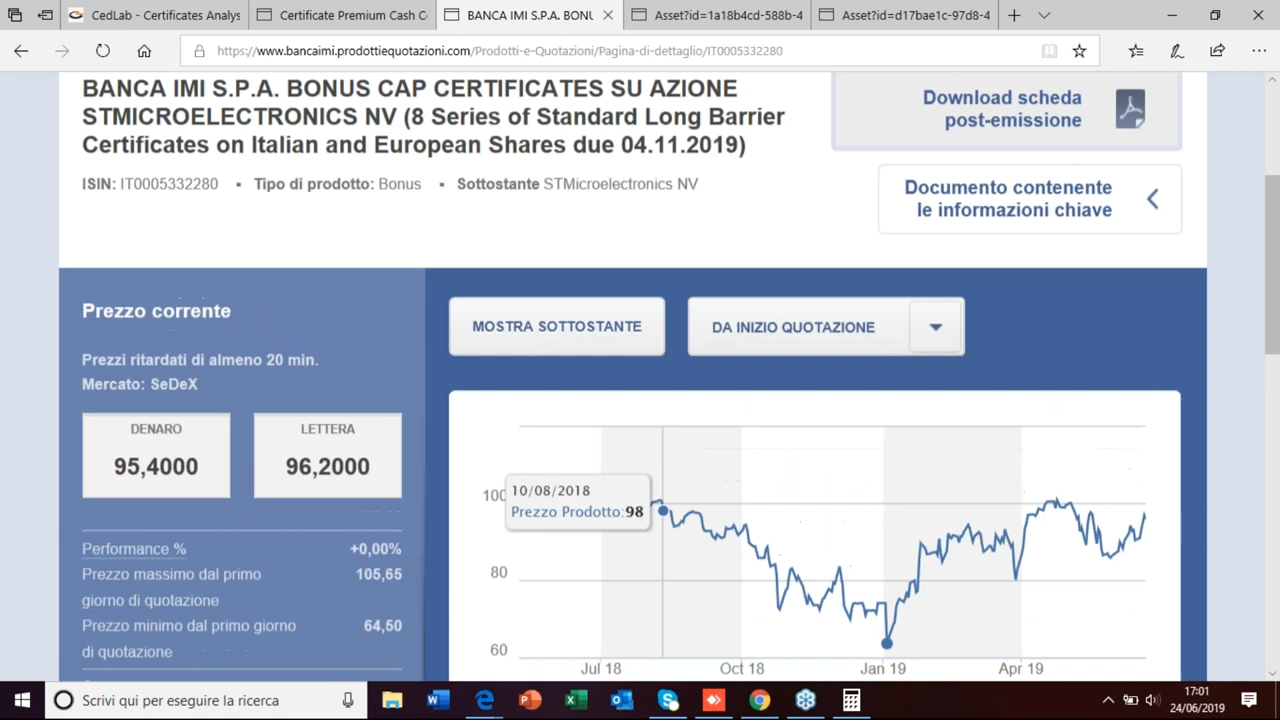 CedLab - Certificates Analys
Certificate Premium Cash C
BANCA IMI S.P.A. BONU
Asset?id=1a18b4cd-588b-4
Asset?id=d17bae1c-97d8-4
https://www.bancaimi.prodottiequotazioni.com/Prodotti-e-Quotazioni/Pagina-di-dettaglio/IT0005332280
BANCA IMI S.P.A. BONUS CAP CERTIFICATES SU AZIONE
STMICROELECTRONICS NV (8 Series of Standard Long Barrier
Certificates on Italian and European Shares due 04.11.2019)
ISIN: IT0005332280 ▪ Tipo di prodotto: Bonus ▪ Sottostante STMicroelectronics NV
Download scheda
post-emissione
Documento contenente
le informazioni chiave
Prezzo corrente
Prezzi ritardati di almeno 20 min.
Mercato: SeDeX
DENARO
95,4000
LETTERA
96,2000
Performance % +0,00%
Prezzo massimo dal primo 105,65
giorno di quotazione
Prezzo minimo dal primo giorno 64,50
di quotazione
MOSTRA SOTTOSTANTE
DA INIZIO QUOTAZIONE
100
80
60
10/08/2018
Prezzo Prodotto:98
Jul 18
Oct 18
Jan 19
Apr 19
Scrivi qui per eseguire la ricerca
17:01
24/06/2019